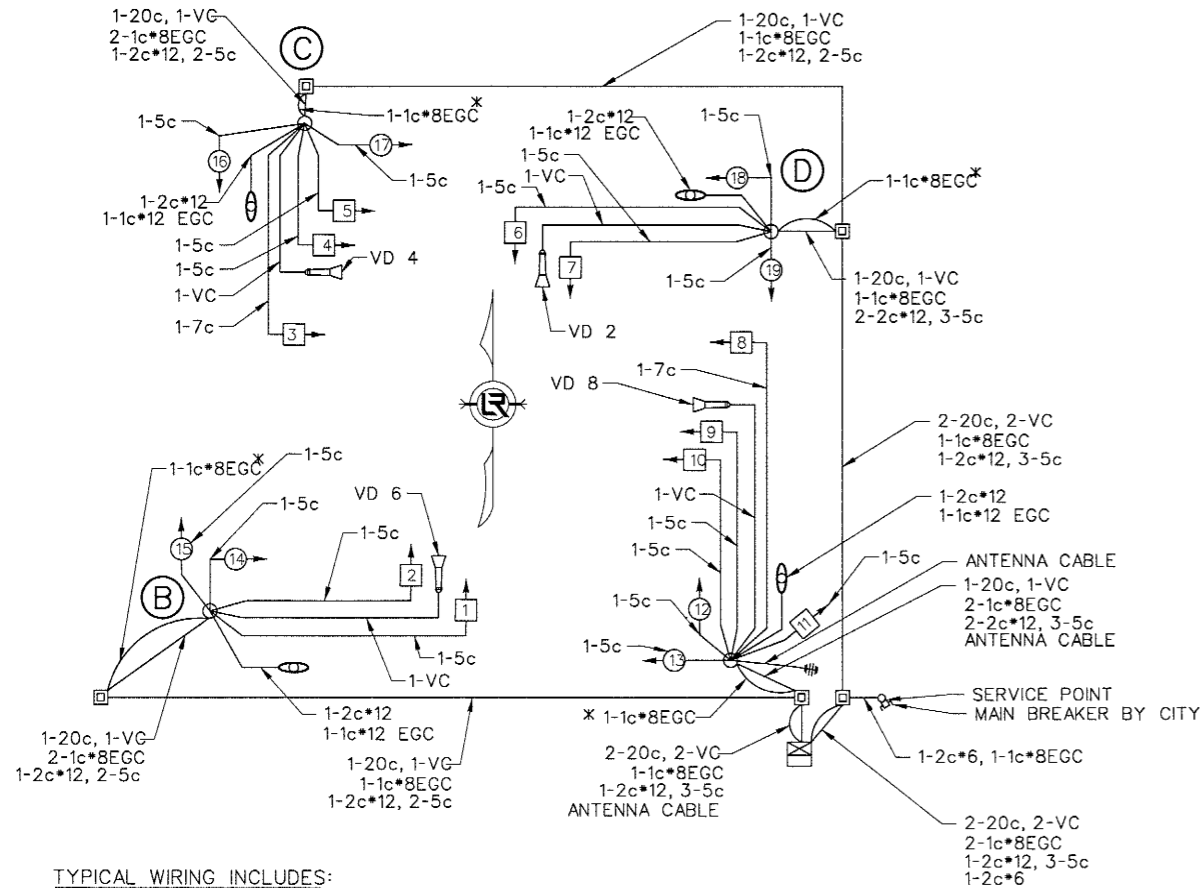 1-20c, 1-VC
2-1c*8EGC
1-2c*12, 2-5c
C
1-20c, 1-VC
1-1c*8EGC
1-2c*12, 2-5c
1-1c*8EGC*
1-5c
16
17
1-5c
1-2c*12
1-1c*12 EGC
1-5c
5
1-5c
4
1-VC
VD 4
1-7c
3
1-2c*12
1-1c*12 EGC
1-5c
1-VC
1-5c
1-5c
18
D
1-1c*8EGC*
6
7
VD 2
1-5c
19
1-20c, 1-VC
1-1c*8EGC
2-2c*12, 3-5c
8
1-7c
VD 8
9
10
1-VC
1-5c
1-5c
LR
2-20c, 2-VC
1-1c*8EGC
1-2c*12, 3-5c
1-2c*12
1-1c*12 EGC
1-5c
11
ANTENNA CABLE
1-20c, 1-VC
2-1c*8EGC
2-2c*12, 3-5c
ANTENNA CABLE
1-1c*8EGC*
1-5c
VD 6
15
1-5c
14
1-5c
2
1
B
1-5c
1-VC
1-2c*12
1-1c*12 EGC
1-5c
12
1-5c
13
* 1-1c*8EGC
SERVICE POINT
MAIN BREAKER BY CITY
1-2c*6, 1-1c*8EGC
1-20c, 1-VC
2-1c*8EGC
1-2c*12, 2-5c
1-20c, 1-VC
1-1c*8EGC
1-2c*12, 2-5c
2-20c, 2-VC
1-1c*8EGC
1-2c*12, 3-5c
ANTENNA CABLE
2-20c, 2-VC
2-1c*8EGC
1-2c*12, 3-5c
1-2c*6
TYPICAL WIRING INCLUDES: